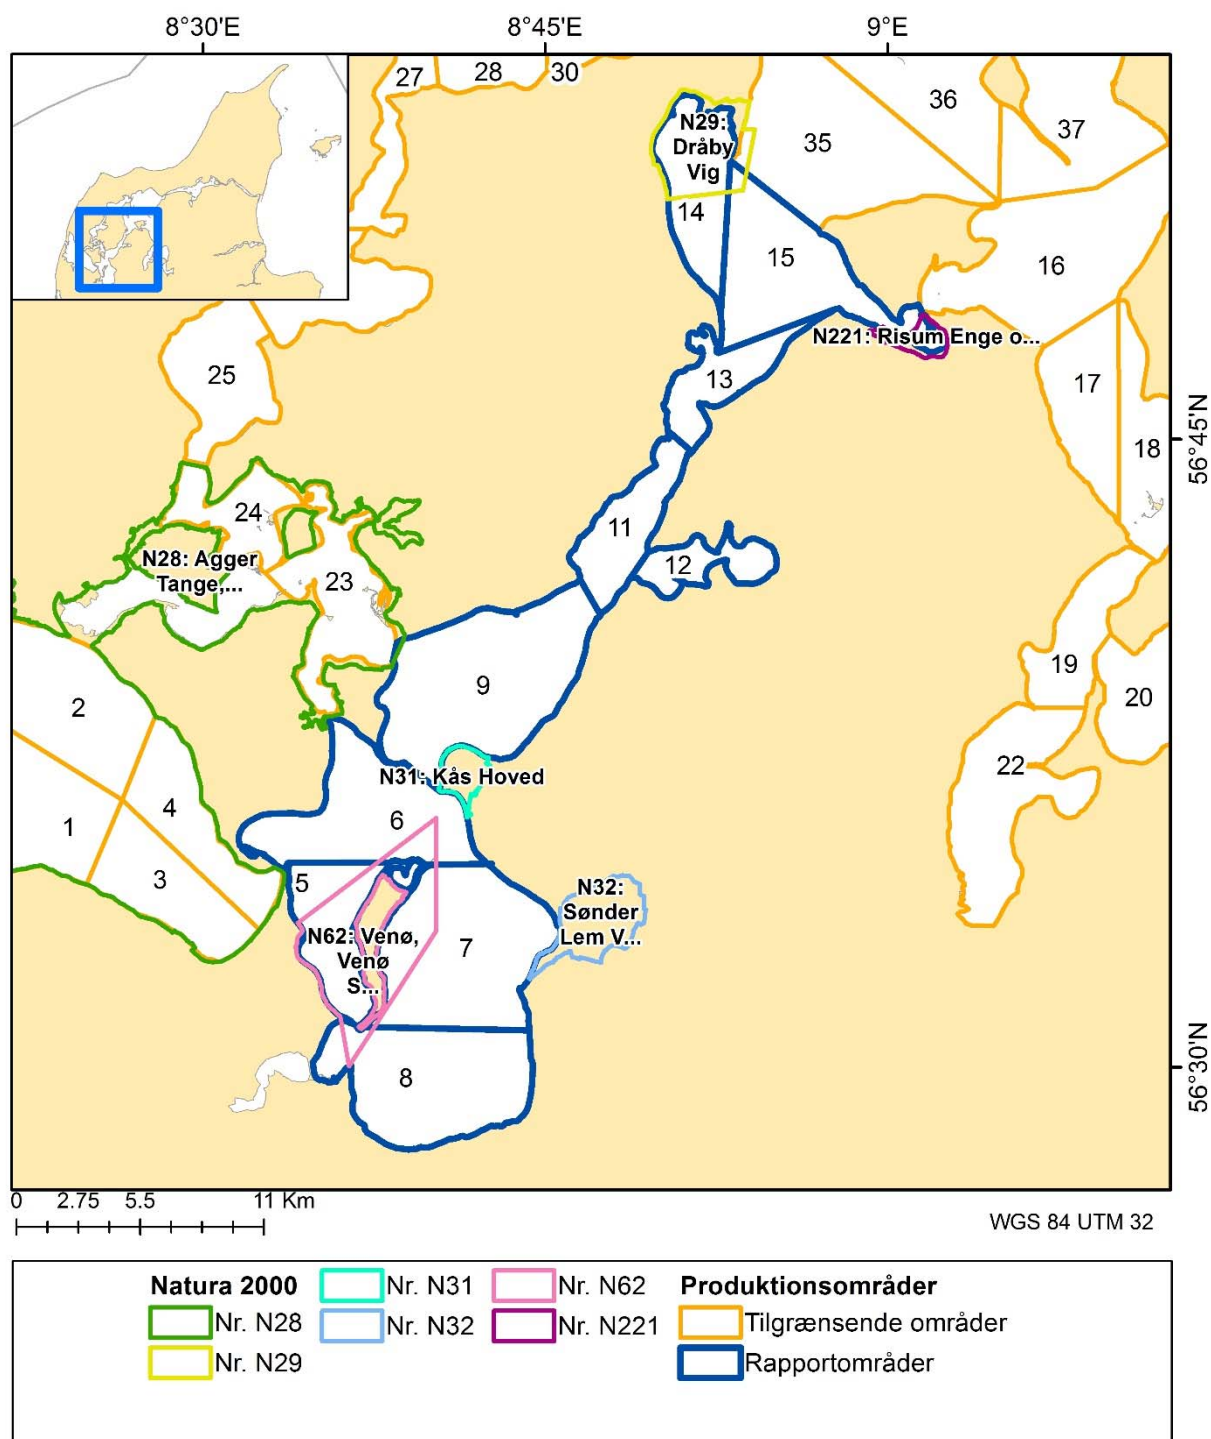 8°30'E 8°45'E 9°E
27 28 30
36
37
35
N29:
Dråby
Vig
14
15
16
N221: Risum Enge o...
25
13
17
56°45'N
18
24
11
N28: Agger
Tange,...
12
23
19
9
20
2
22
N31: Kås Hoved
4
6
1
3
5
N32:
Sønder
Lem V...
N62: Venø,
Venø
S...
7
56°30'N
8
0 2.75 5.5 11 Km
WGS 84 UTM 32
Natura 2000
Nr. N28
Nr. N29
Nr. N31
Nr. N32
Nr. N62
Nr. N221
Produktionsområder
Tilgrænsende områder
Rapportområder